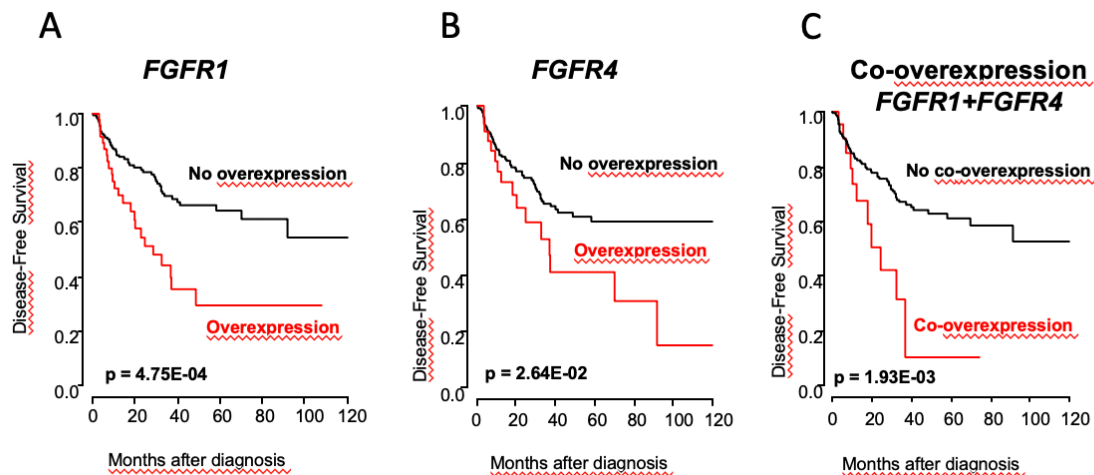 A
FGFR1
1.0
0.8
0.6
0.4
0.2
0.0
Disease-Free Survival
No overexpression
Overexpression
p = 4.75E-04
0 20 40 60 80 100 120
Months after diagnosis
B
FGFR4
1.0
0.8
0.6
0.4
0.2
0.0
Disease-Free Survival
No overexpression
Overexpression
p = 2.64E-02
0 20 40 60 80 100 120
Months after diagnosis
C
Co-overexpression
FGFR1+FGFR4
1.0
0.8
0.6
0.4
0.2
0.0
Disease-Free Survival
No co-overexpression
Co-overexpression
p = 1.93E-03
0 20 40 60 80 100 120
Months after diagnosis